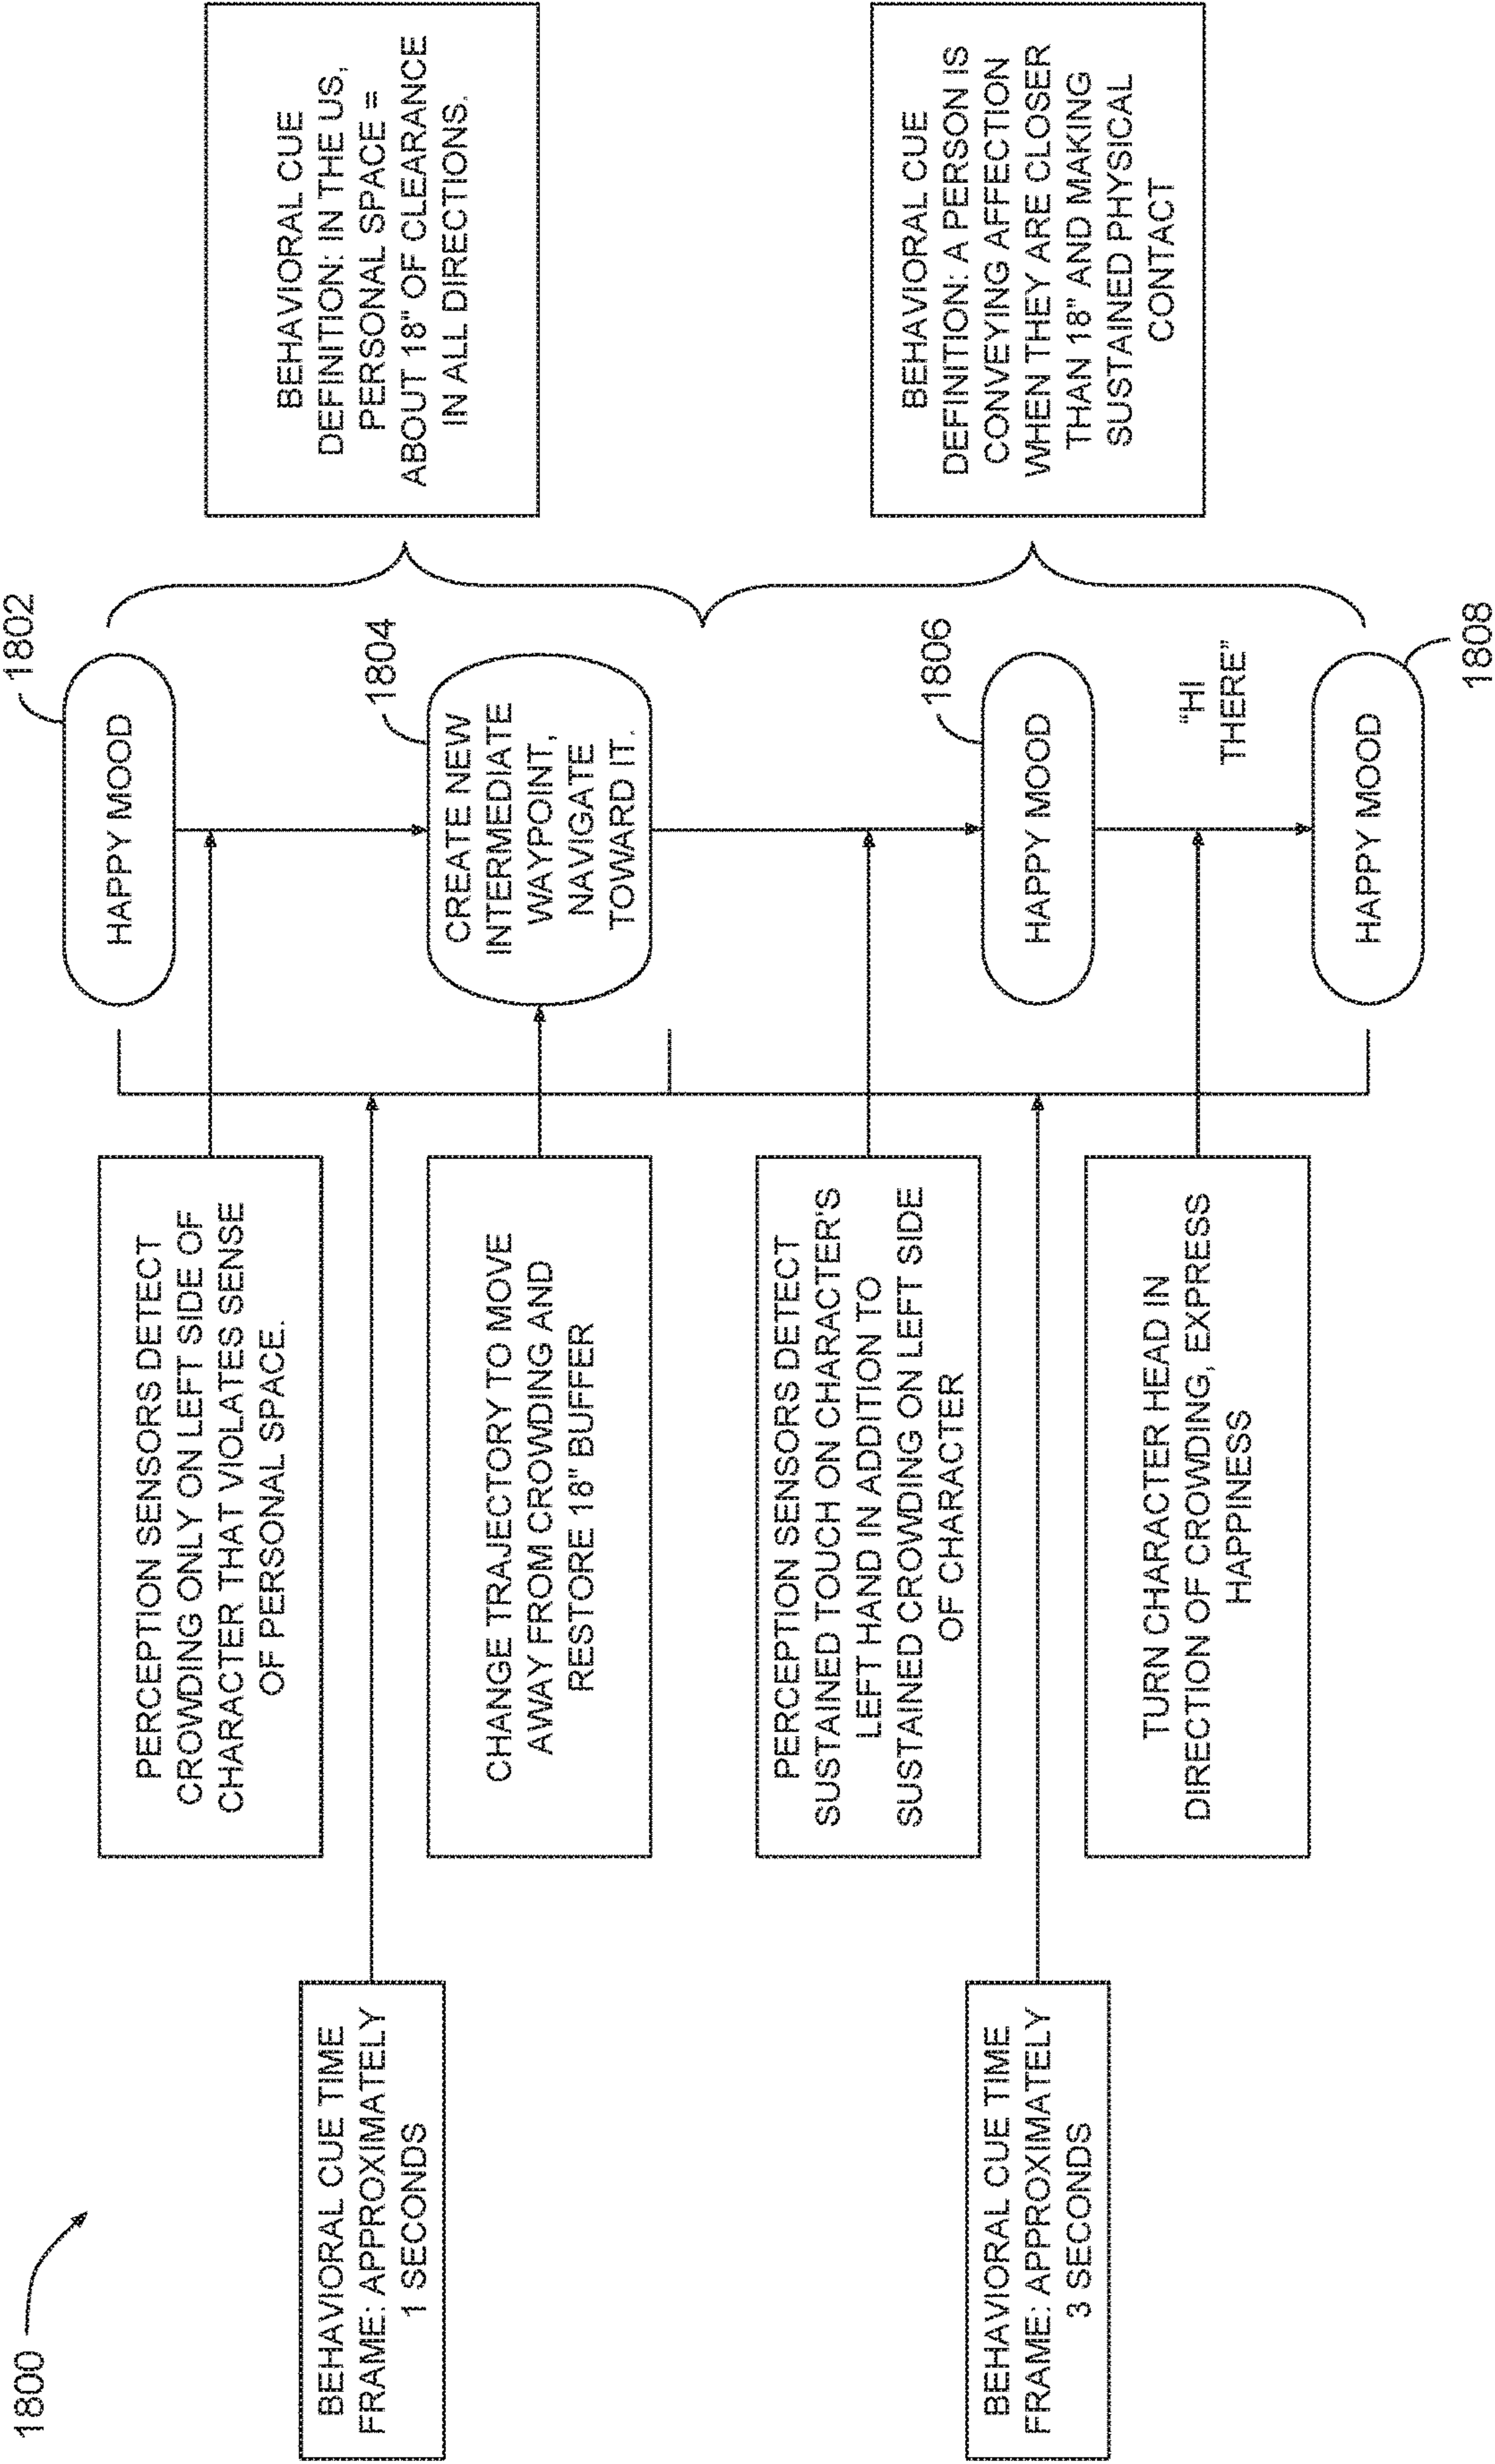 1800
BEHAVIORAL CUE TIME
FRAME: APPROXIMATELY
1 SECONDS
BEHAVIORAL CUE TIME
FRAME: APPROXIMATELY
3 SECONDS
PERCEPTION SENSORS DETECT
CROWDING ONLY ON LEFT SIDE OF
CHARACTER THAT VIOLATES SENSE
OF PERSONAL SPACE.
CHANGE TRAJECTORY TO MOVE
AWAY FROM CROWDING AND
RESTORE 18" BUFFER
PERCEPTION SENSORS DETECT
SUSTAINED TOUCH ON CHARACTER'S
LEFT HAND IN ADDITION TO
SUSTAINED CROWDING ON LEFT SIDE
OF CHARACTER
TURN CHARACTER HEAD IN
DIRECTION OF CROWDING, EXPRESS
HAPPINESS
1802
HAPPY MOOD
1804
CREATE NEW
INTERMEDIATE
WAYPOINT,
NAVIGATE
TOWARD IT.
1806
HAPPY MOOD
"HI
THERE"
HAPPY MOOD
1808
BEHAVIORAL CUE
DEFINITION: IN THE US,
PERSONAL SPACE =
ABOUT 18" OF CLEARANCE
IN ALL DIRECTIONS.
BEHAVIORAL CUE
DEFINITION: A PERSON IS
CONVEYING AFFECTION
WHEN THEY ARE CLOSER
THAN 18" AND MAKING
SUSTAINED PHYSICAL
CONTACT